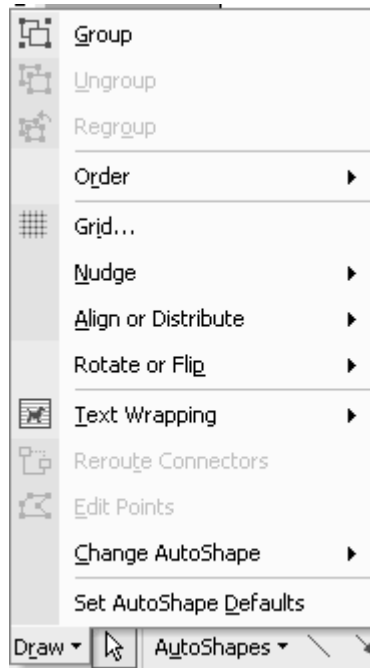 Group
Ungroup
Regroup
Order
Grid...
Nudge
Align or Distribute
Rotate or Flip
Text Wrapping
Reroute Connectors
Edit Points
Change AutoShape
Set AutoShape Defaults
Draw AutoShapes